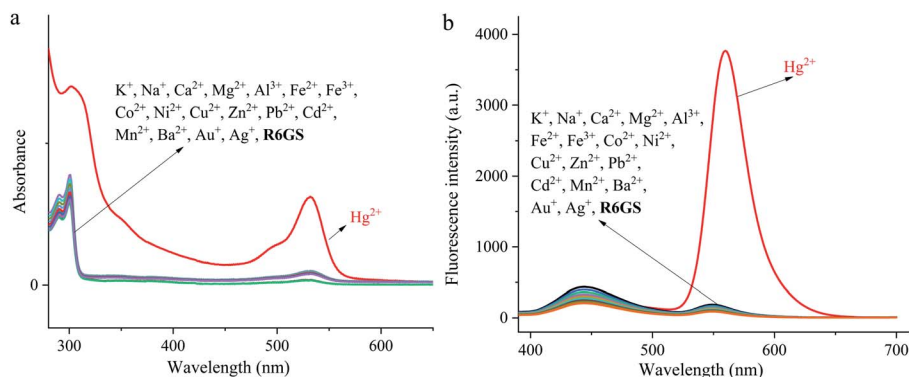 a
K⁺, Na⁺, Ca²⁺, Mg²⁺, Al³⁺, Fe²⁺, Fe³⁺,
Co²⁺, Ni²⁺, Cu²⁺, Zn²⁺, Pb²⁺, Cd²⁺,
Mn²⁺, Ba²⁺, Au⁺, Ag⁺, R6GS
Hg²⁺
Absorbance
0
300 400 500 600
Wavelength (nm)
b
4000
3000
2000
1000
0
Fluorescence intensity (a.u.)
Hg²⁺
K⁺, Na⁺, Ca²⁺, Mg²⁺, Al³⁺,
Fe²⁺, Fe³⁺, Co²⁺, Ni²⁺,
Cu²⁺, Zn²⁺, Pb²⁺,
Cd²⁺, Mn²⁺, Ba²⁺,
Au⁺, Ag⁺, R6GS
400 500 600 700
Wavelength (nm)